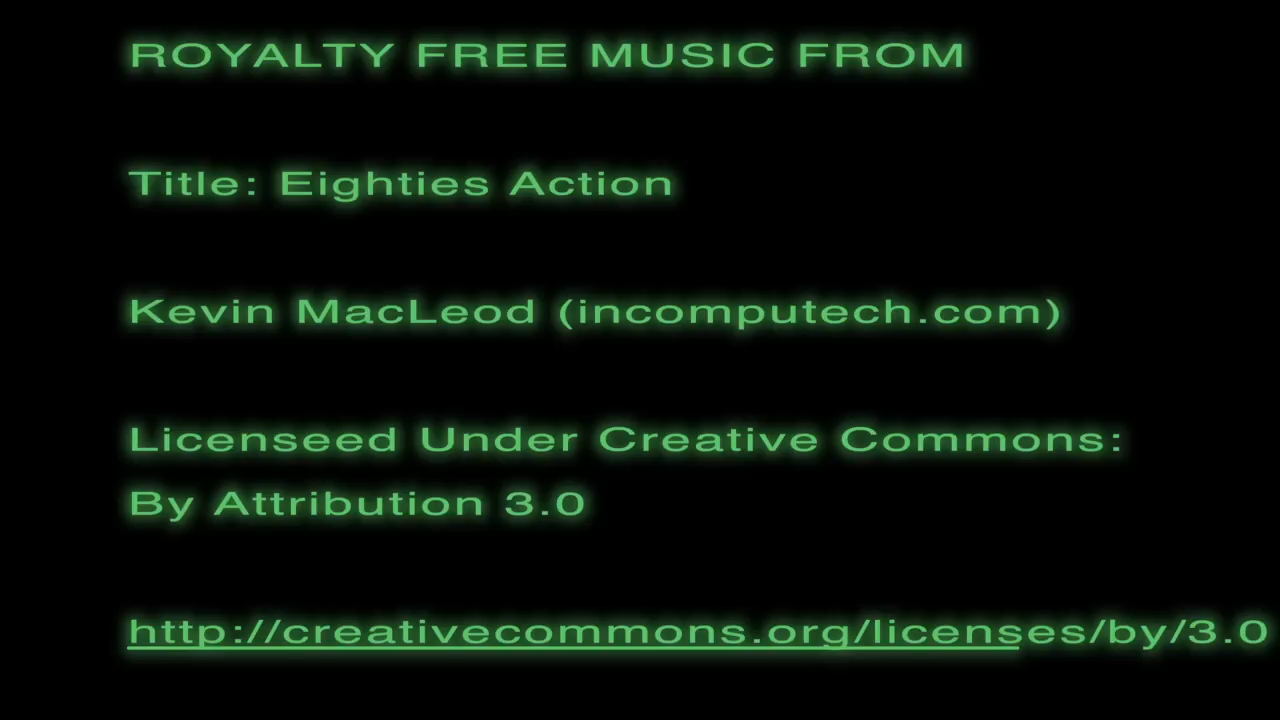 ROYALTY FREE MUSIC FROM
Title: Eighties Action
Kevin MacLeod (incomputech.com)
Licenseed Under Creative Commons:
By Attribution 3.0
http://creativecommons.org/licenses/by/3.0